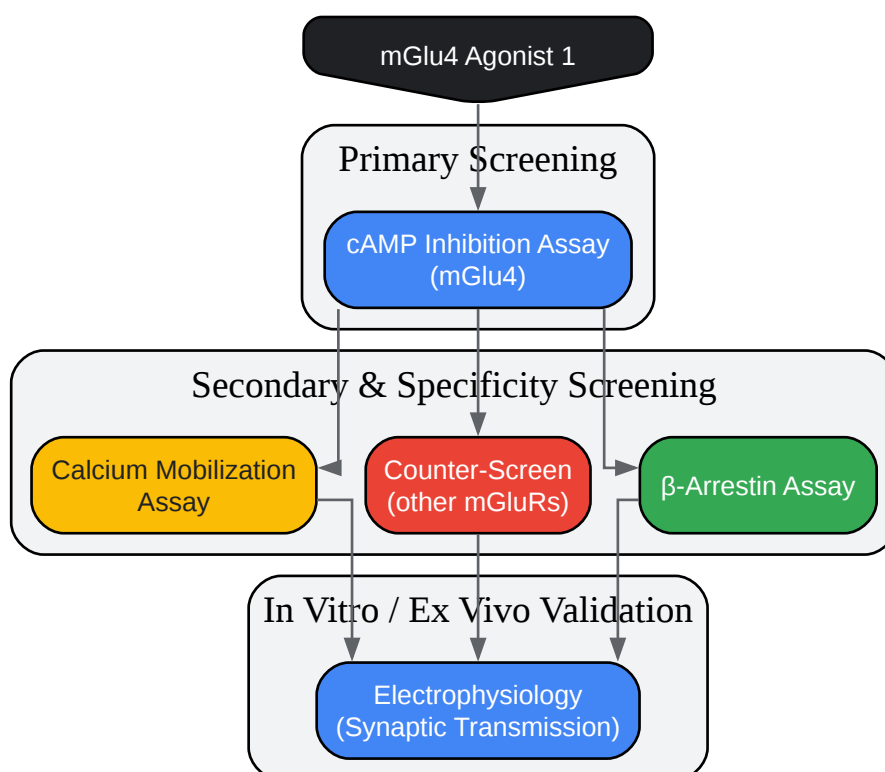 mGlu4 Agonist 1
Primary Screening
cAMP Inhibition Assay
(mGlu4)
Secondary & Specificity Screening
Calcium Mobilization
Assay
Counter-Screen
(other mGluRs)
β-Arrestin Assay
In Vitro / Ex Vivo Validation
Electrophysiology
(Synaptic Transmission)